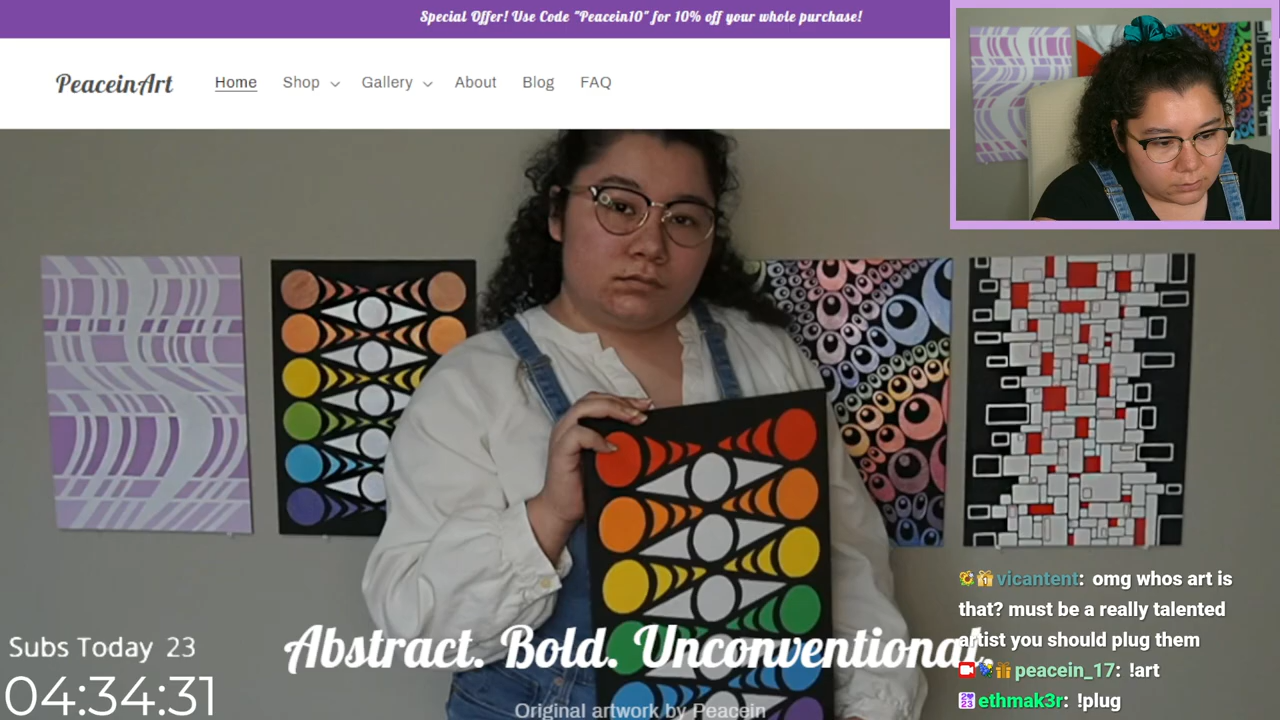 Special Offer! Use Code "Peacein10" for 10% off your whole purchase!
PeaceinArt Home Shop Gallery About Blog FAQ
Abstract. Bold. Unconventional.
Original artwork by Peacein
Subs Today 23
04:34:31
vicantent: omg whos art is
that? must be a really talented
artist you should plug them
peacein_17: !art
ethmak3r: !plug